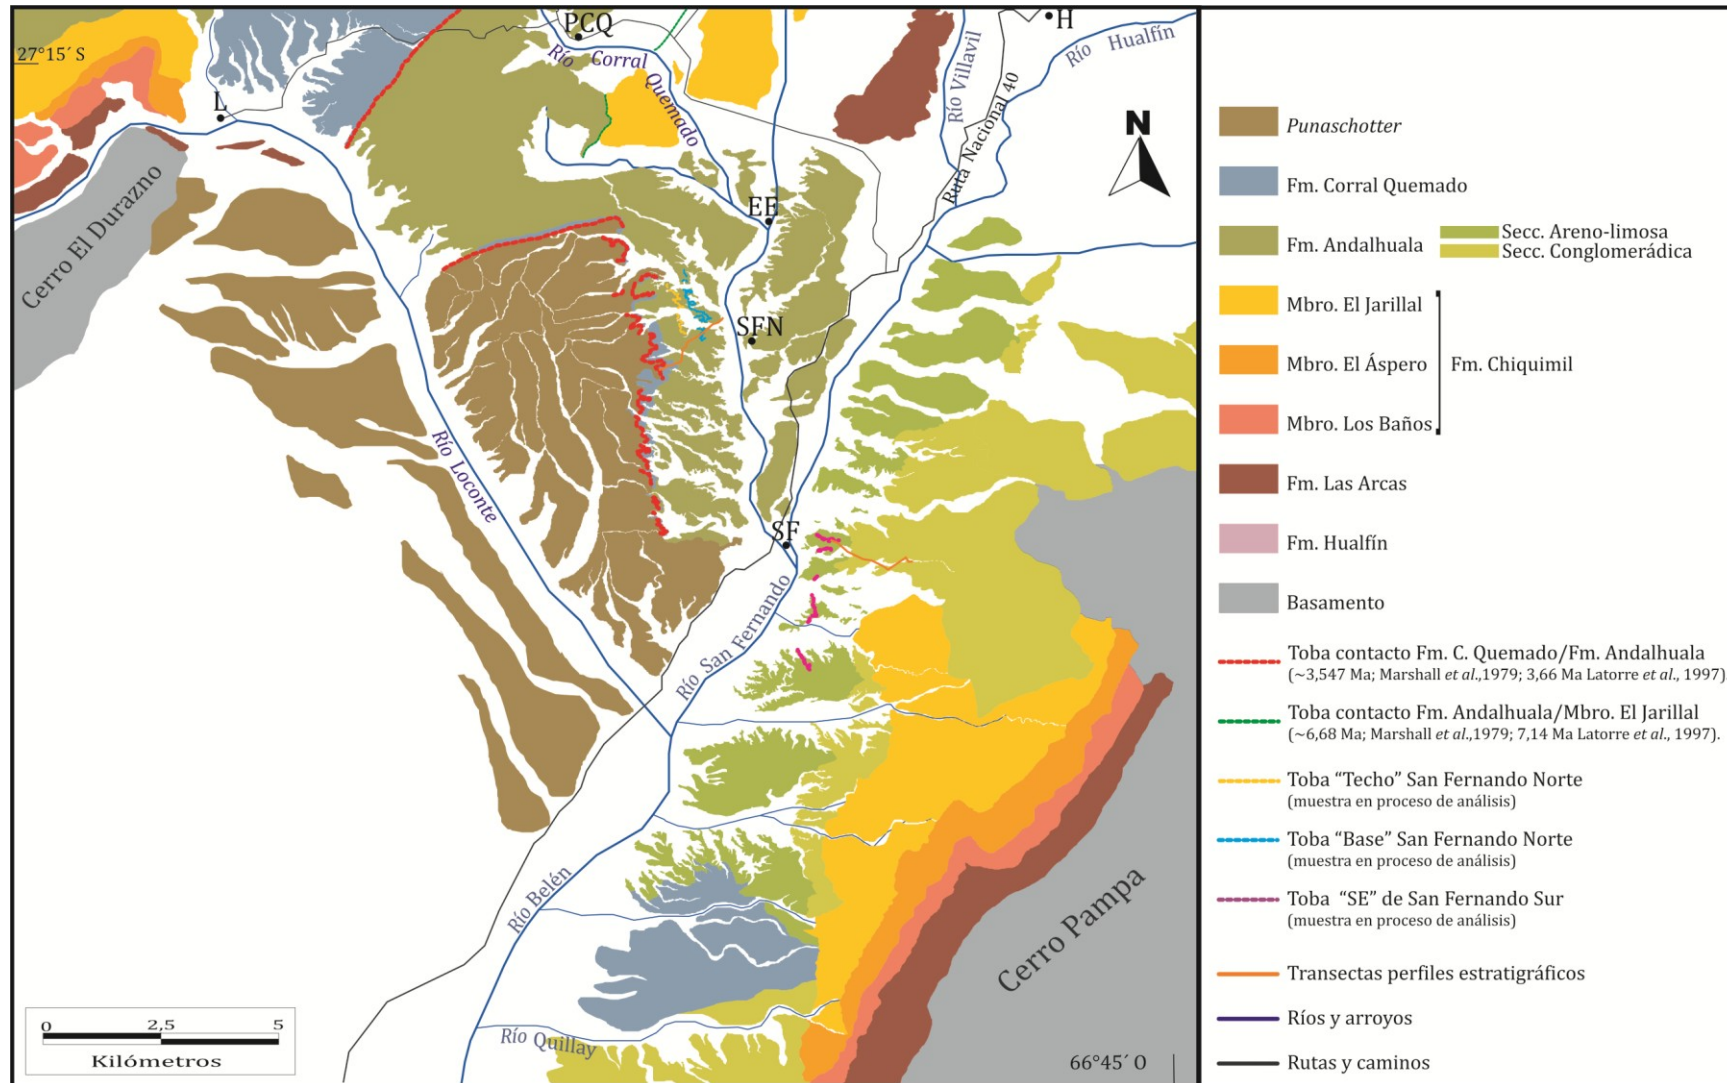 27°15´ S
PCQ
H
Río Corral Quemado
Río Villavil
Río Hualfín
L
Ruta Nacional 40
N
Cerro El Durazno
EE
SFN
Río Loconte
SF
Río San Fernando
Río Belén
Cerro Pampa
Río Quillay
66°45´ O
0 2,5 5
Kilómetros
Punaschotter
Fm. Corral Quemado
Fm. Andalhuala
Secc. Areno-limosa
Secc. Conglomerádica
Mbro. El Jarillal
Mbro. El Áspero
Fm. Chiquimil
Mbro. Los Baños
Fm. Las Arcas
Fm. Hualfín
Basamento
Toba contacto Fm. C. Quemado/Fm. Andalhuala
(~3,547 Ma; Marshall et al.,1979; 3,66 Ma Latorre et al., 1997).
Toba contacto Fm. Andalhuala/Mbro. El Jarillal
(~6,68 Ma; Marshall et al.,1979; 7,14 Ma Latorre et al., 1997).
Toba “Techo” San Fernando Norte
(muestra en proceso de análisis)
Toba “Base” San Fernando Norte
(muestra en proceso de análisis)
Toba “SE” de San Fernando Sur
(muestra en proceso de análisis)
Transectas perfiles estratigráficos
Ríos y arroyos
Rutas y caminos